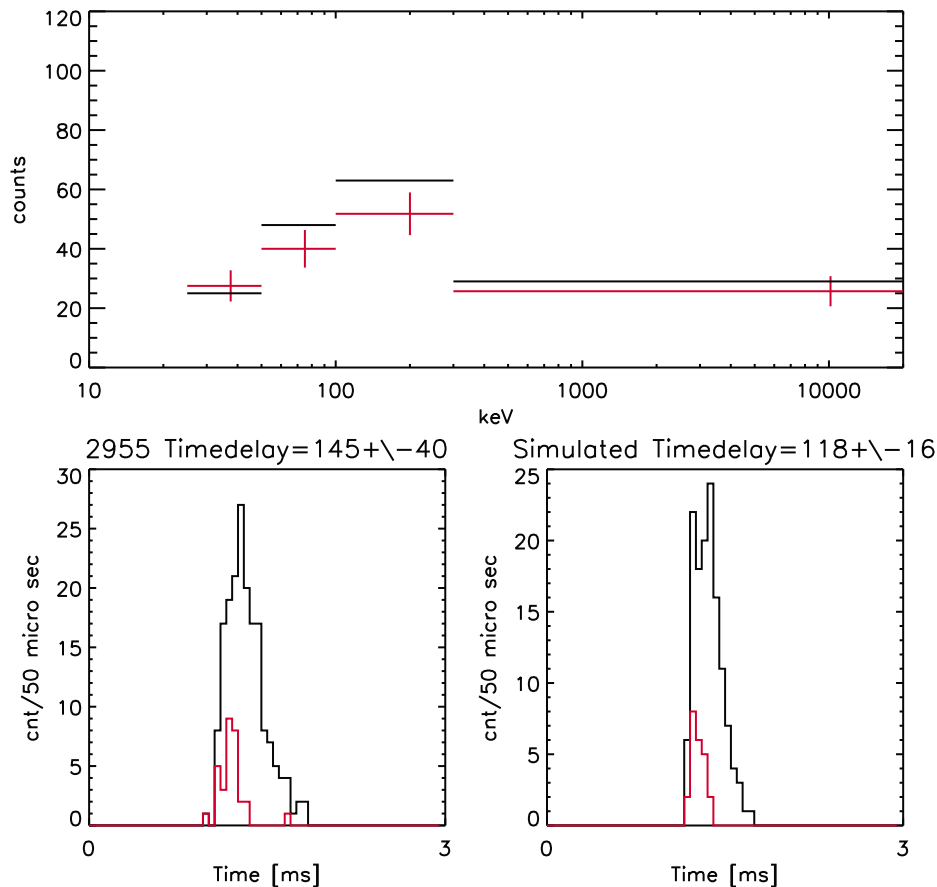 120
100
80
60
40
20
0
counts
10 100 1000 10000
keV
2955 Timedelay=145+\-40
30
25
20
15
10
5
0
cnt/50 micro sec
0 3
Time [ms]
Simulated Timedelay=118+\-16
25
20
15
10
5
0
cnt/50 micro sec
0 3
Time [ms]